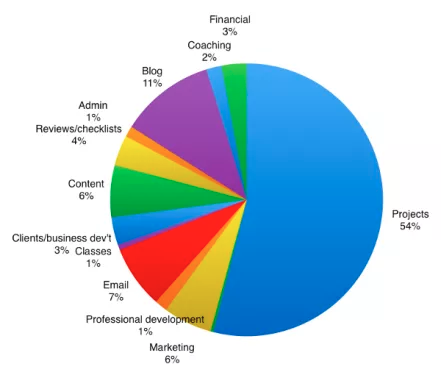 Financial
3%
Coaching
2%
Blog
11%
Admin
1%
Reviews/checklists
4%
Content
6%
Projects
54%
Clients/business dev't
3%
Classes
1%
Email
7%
Professional development
1%
Marketing
6%